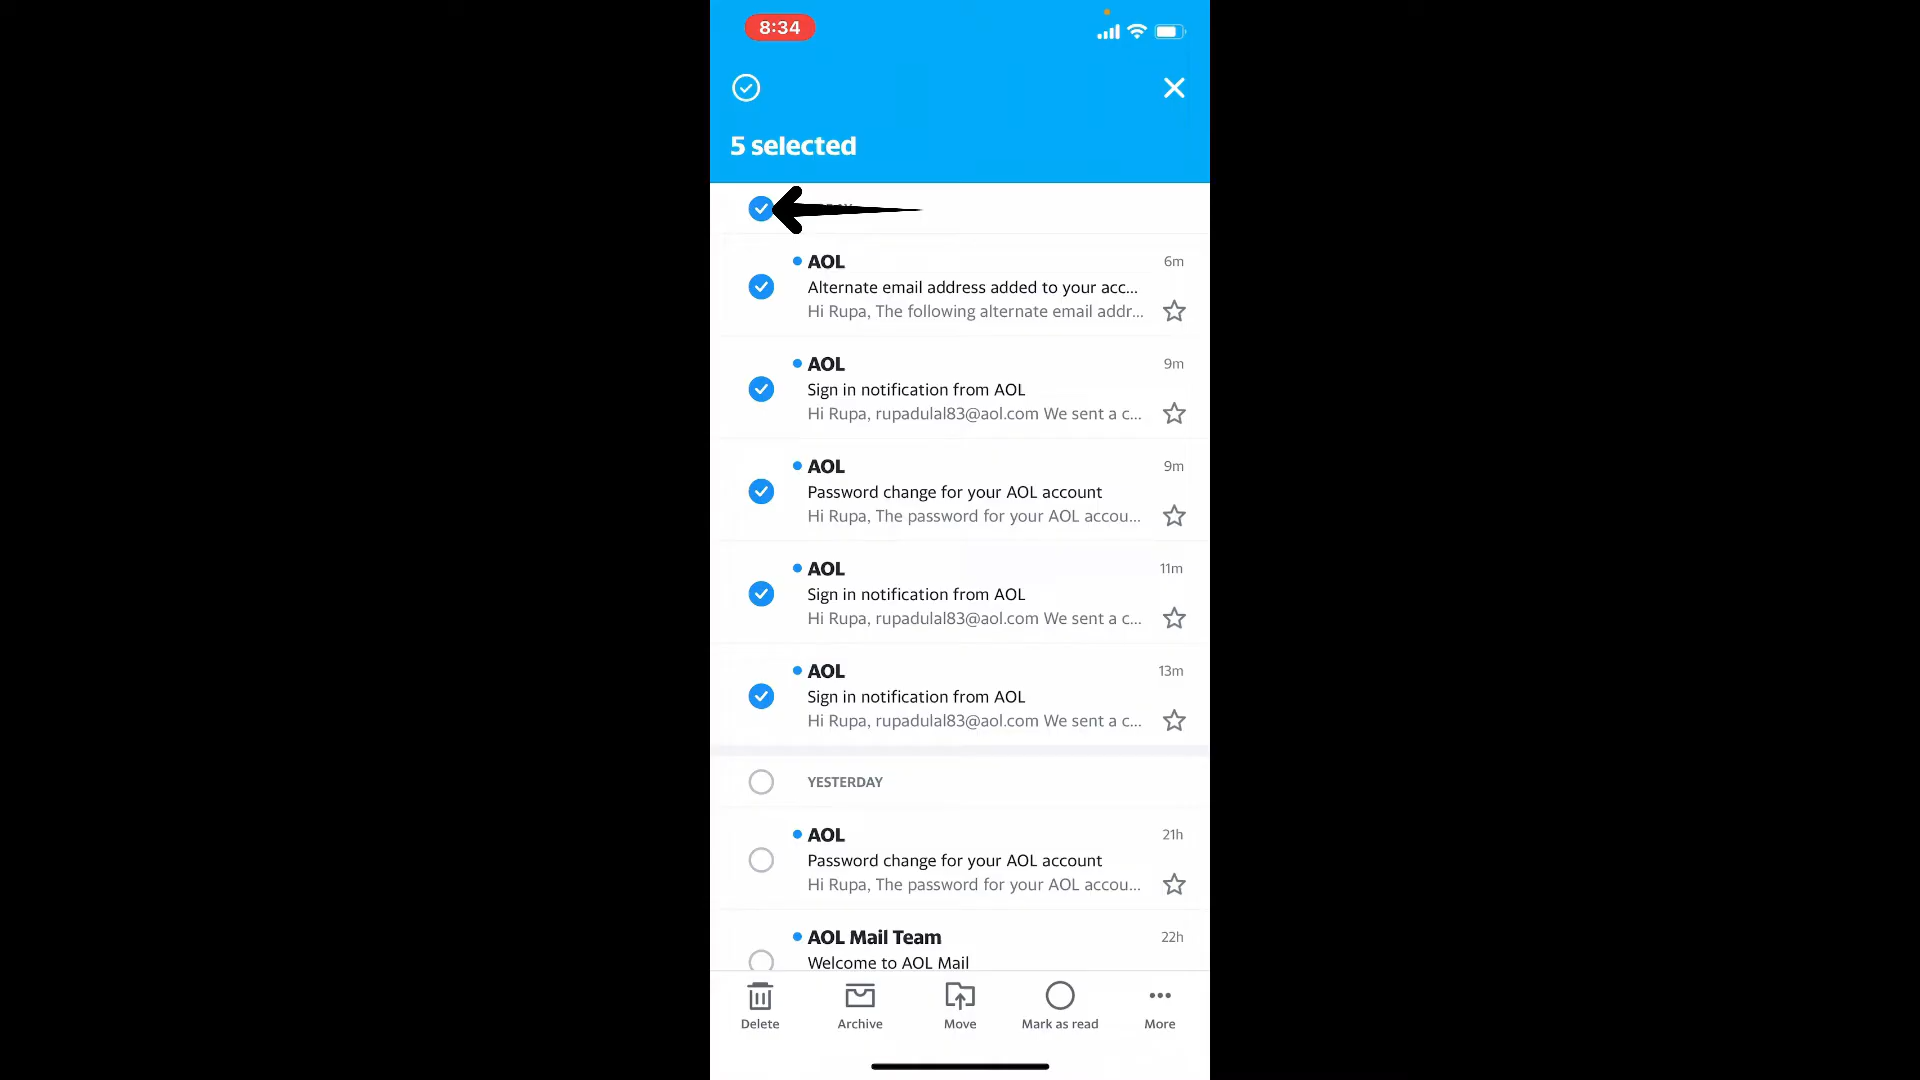 8:34
5 selected
AOL
6m
Alternate email address added to your acc...
Hi Rupa, The following alternate email addr...
AOL
9m
Sign in notification from AOL
Hi Rupa, rupadulal83@aol.com We sent a c...
AOL
9m
Password change for your AOL account
Hi Rupa, The password for your AOL accou...
AOL
11m
Sign in notification from AOL
Hi Rupa, rupadulal83@aol.com We sent a c...
AOL
13m
Sign in notification from AOL
Hi Rupa, rupadulal83@aol.com We sent a c...
YESTERDAY
AOL
21h
Password change for your AOL account
Hi Rupa, The password for your AOL accou...
AOL Mail Team
22h
Welcome to AOL Mail
Delete
Archive
Move
Mark as read
More